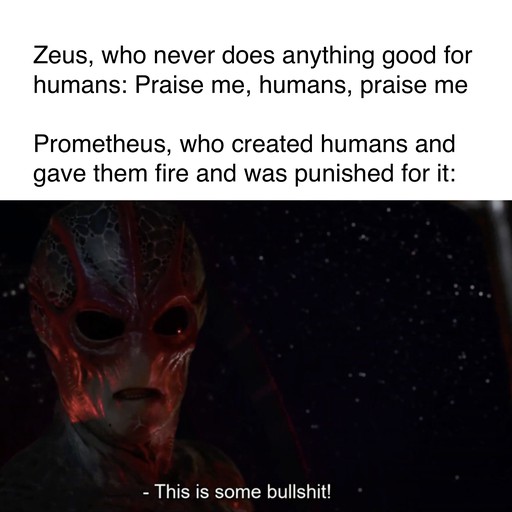 Zeus, who never does anything good for
humans: Praise me, humans, praise me
Prometheus, who created humans and
gave them fire and was punished for it:
- This is some bullshit!